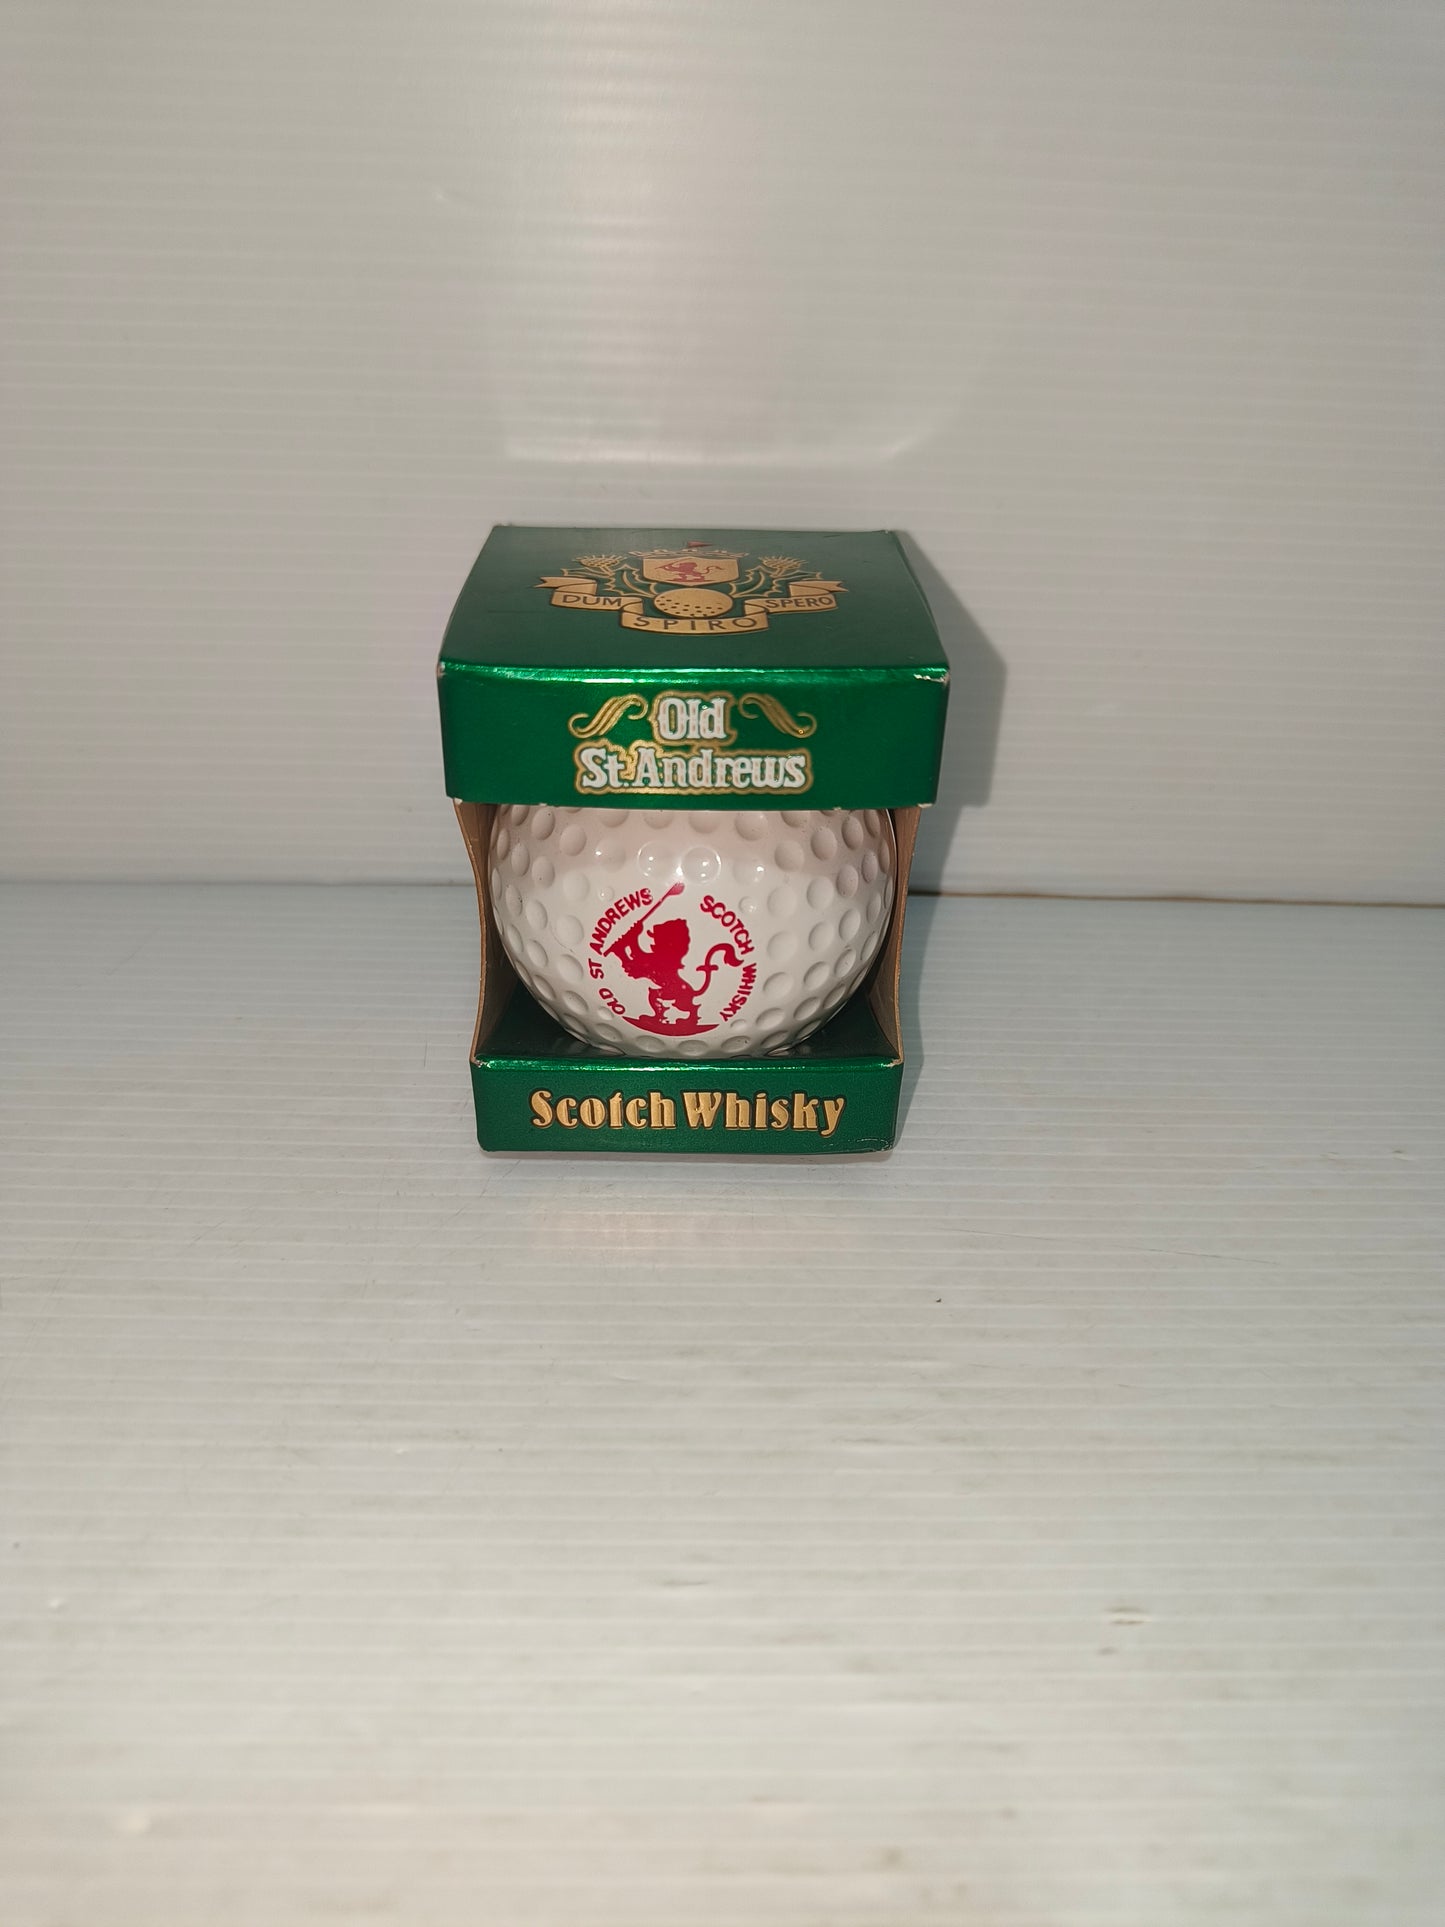 DUM SPIRO SPERO
Old
St. Andrews
OLD ST ANDREWS SCOTCH WHISKY
Scotch Whisky